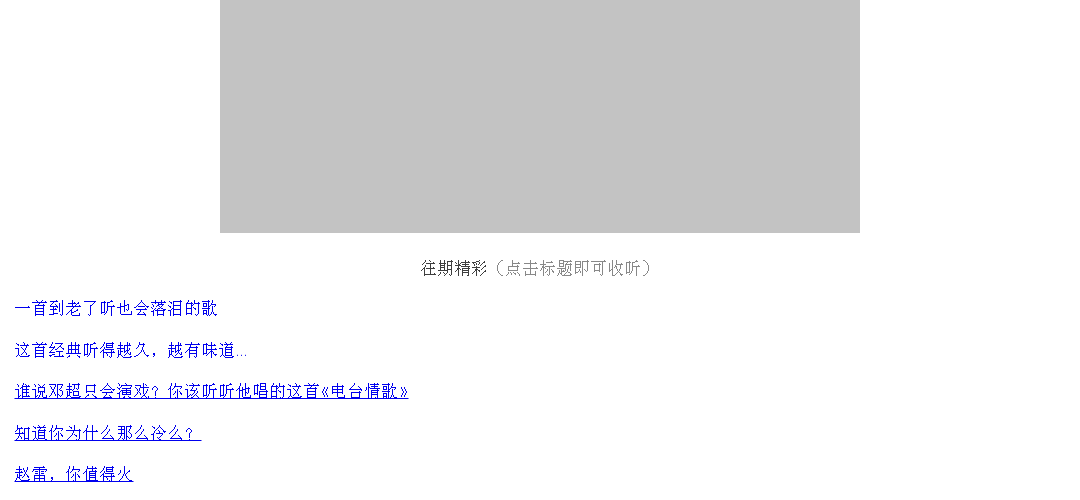 往期精彩（点击标题即可收听）
一首到老了听也会落泪的歌
这首经典听得越久，越有味道...
谁说邓超只会演戏？你该听听他唱的这首《电台情歌》
知道你为什么那么冷么？
赵雷，你值得火